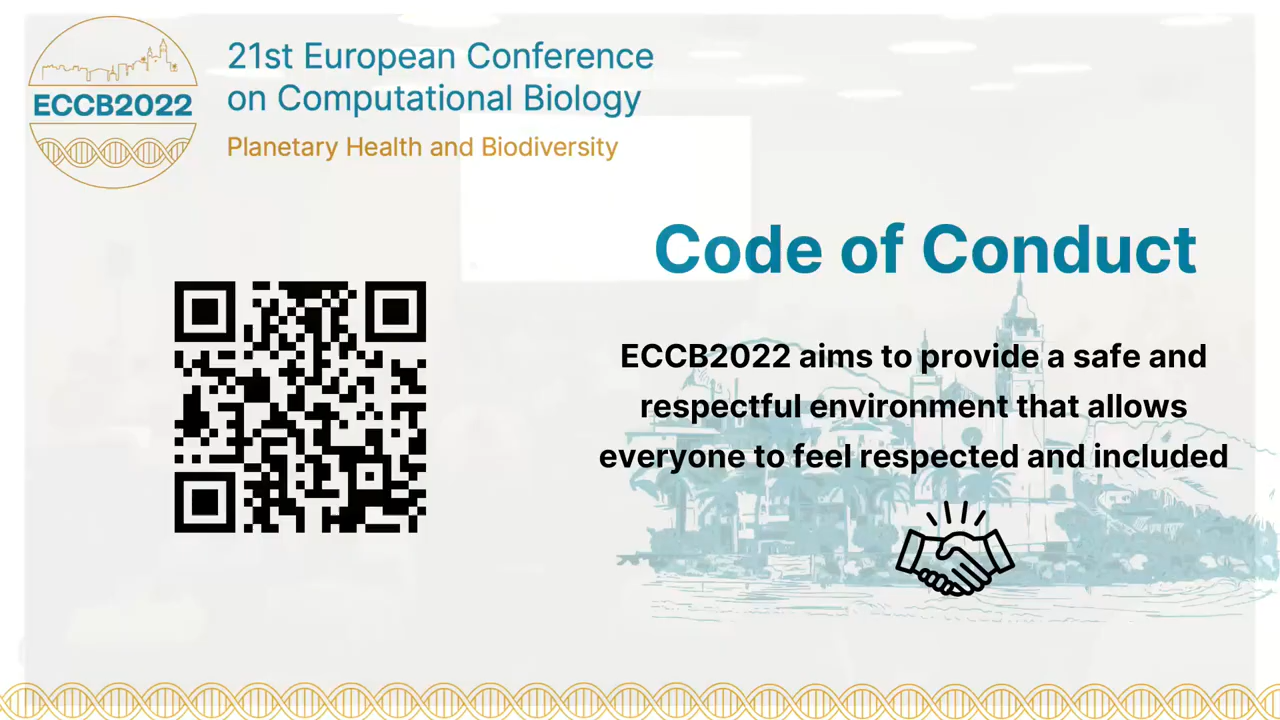 ECCB2022
21st European Conference
on Computational Biology
Planetary Health and Biodiversity
Code of Conduct
ECCB2022 aims to provide a safe and
respectful environment that allows
everyone to feel respected and included